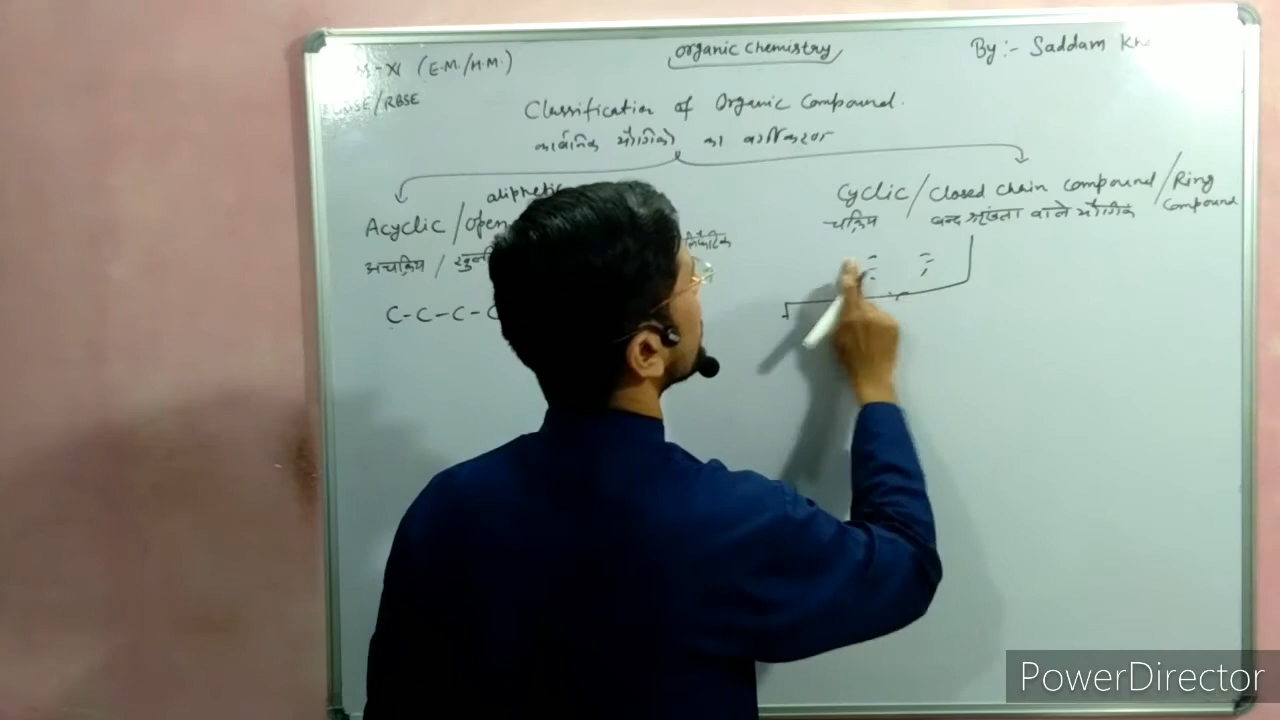 XI (E.M./H.M.)
Organic Chemistry
By :- Saddam
/RBSE
Classification of Organic Compound.
कार्बनिक यौगिकों का वर्गीकरण
aliphatic
Acyclic / open
अचक्रिय /
C-C-C-C
Cyclic / Closed chain compound / Ring compound
चक्रिय बन्द श्रृंखला वाले यौगिक
PowerDirector